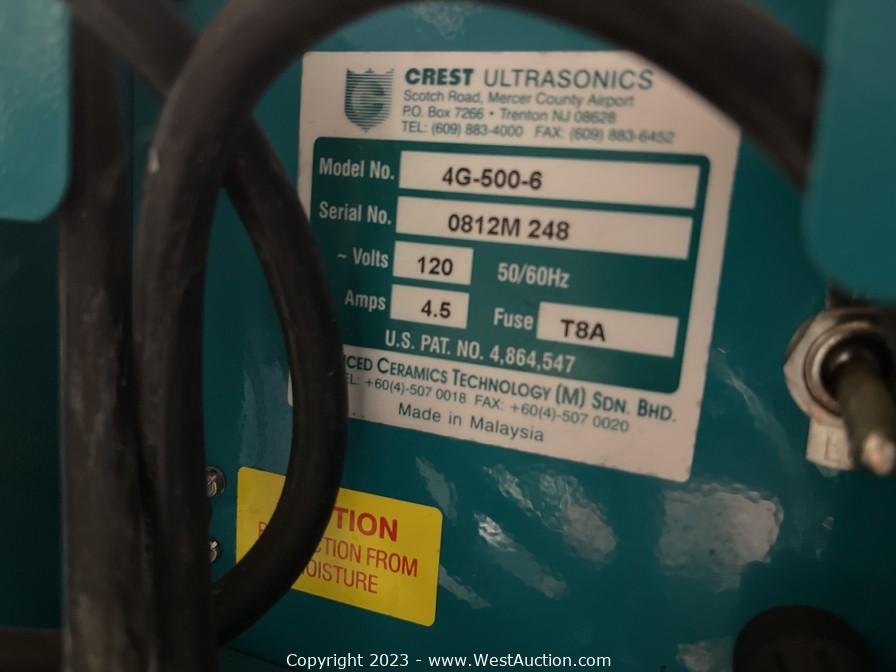 CREST ULTRASONICS
Scotch Road, Mercer County Airport
P.O. Box 7266 • Trenton NJ 08628
TEL: (609) 883-4000 FAX: (609) 883-6452
Model No. 4G-500-6
Serial No. 0812M 248
~ Volts 120 50/60Hz
Amps 4.5 Fuse T8A
U.S. PAT. NO. 4,864,547
CERAMICS TECHNOLOGY (M) SDN. BHD.
+60(4)-507 0018 FAX: +60(4)-507 0020
Made in Malaysia
FROM
Copyright 2023 - www.WestAuction.com